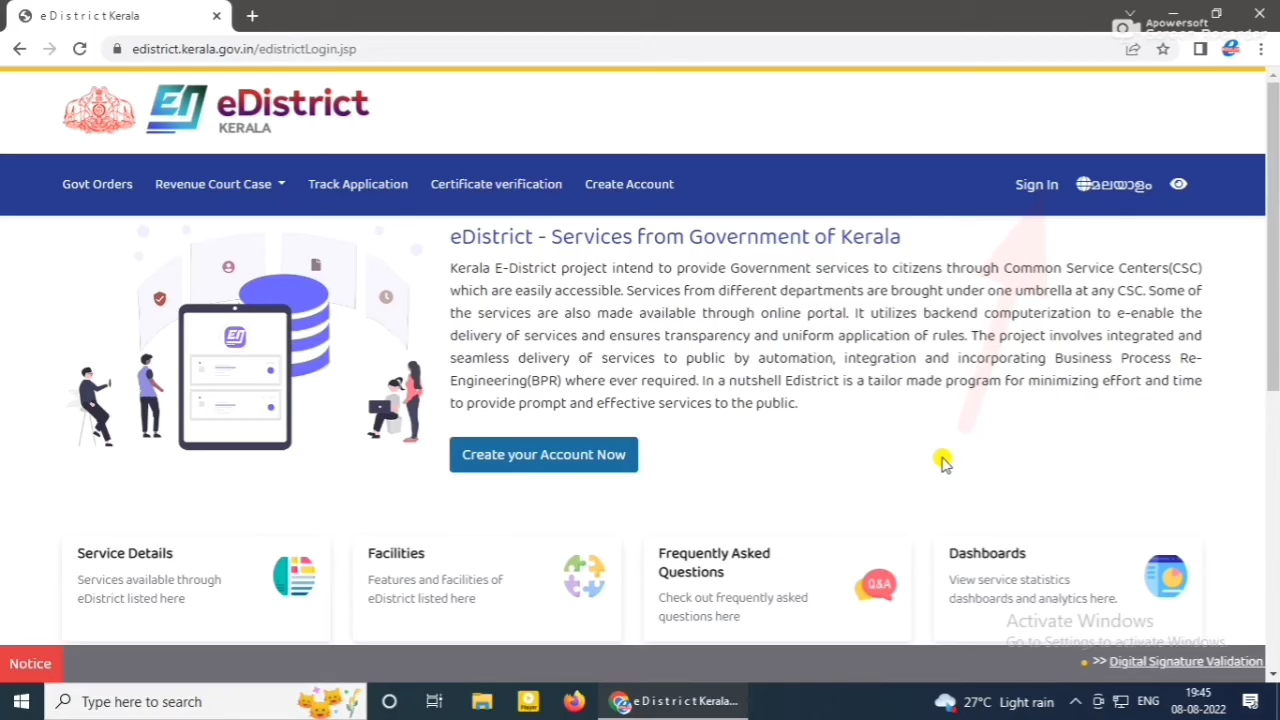 e D i s t r i c t Kerala
Apowersoft
Screen Recorder
edistrict.kerala.gov.in/edistrictLogin.jsp
eDistrict
KERALA
Govt Orders Revenue Court Case Track Application Certificate verification Create Account Sign In മലയാളം
eDistrict - Services from Government of Kerala
Kerala E-District project intend to provide Government services to citizens through Common Service Centers(CSC)
which are easily accessible. Services from different departments are brought under one umbrella at any CSC. Some of
the services are also made available through online portal. It utilizes backend computerization to e-enable the
delivery of services and ensures transparency and uniform application of rules. The project involves integrated and
seamless delivery of services to public by automation, integration and incorporating Business Process Re-
Engineering(BPR) where ever required. In a nutshell Edistrict is a tailor made program for minimizing effort and time
to provide prompt and effective services to the public.
Create your Account Now
Service Details
Services available through
eDistrict listed here
Facilities
Features and facilities of
eDistrict listed here
Frequently Asked
Questions
Check out frequently asked
questions here
Q&A
Dashboards
View service statistics
dashboards and analytics here.
Activate Windows
Go to Settings to activate Windows.
Notice >> Digital Signature Validation
Type here to search
Player
e D i s t r i c t Kerala...
27°C Light rain
ENG
19:45
08-08-2022